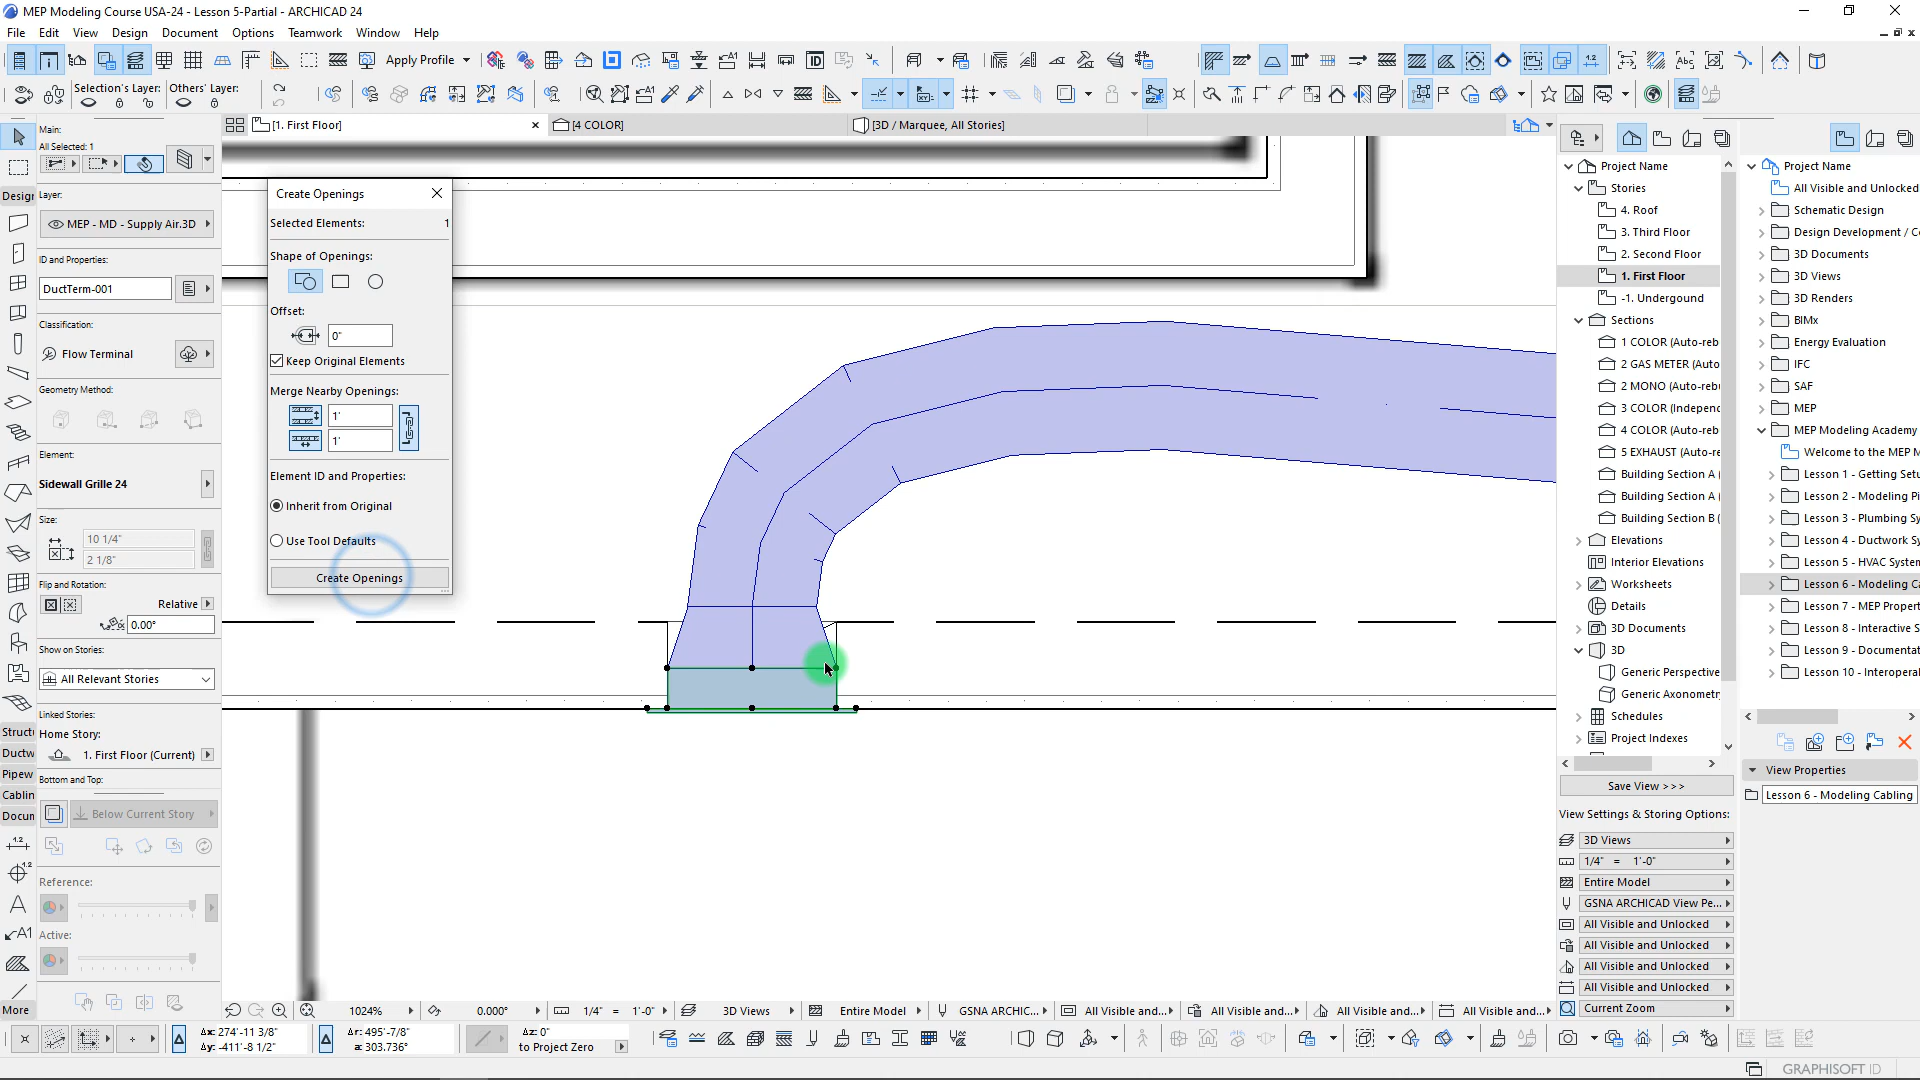 MEP Modeling Course USA-24 - Lesson 5-Partial - ARCHICAD 24
File Edit View Design Document Options Teamwork Window Help
Apply Profile
Selection's Layer: Others' Layer:
[1. First Floor] [4 COLOR] [3D / Marquee, All Stories]
Main:
All Selected: 1
Desig
Layer:
MEP - MD - Supply Air.3D
ID and Properties:
DuctTerm-001
Classification:
Flow Terminal
Geometry Method:
Element:
Sidewall Grille 24
Size:
10 1/4"
2 1/8"
Flip and Rotation:
Relative
0.00°
Show on Stories:
All Relevant Stories
Linked Stories:
Home Story:
1. First Floor (Current)
Bottom and Top:
Below Current Story
Reference:
Active:
Struct
Ductw
Pipew
Cablin
Docun
More
Create Openings
Selected Elements: 1
Shape of Openings:
Offset:
0"
Keep Original Elements
Merge Nearby Openings:
1'
1'
Element ID and Properties:
Inherit from Original
Use Tool Defaults
Create Openings
Project Name
Stories
4. Roof
3. Third Floor
2. Second Floor
1. First Floor
-1. Undergound
Sections
1 COLOR (Auto-reb
2 GAS METER (Auto
2 MONO (Auto-rebu
3 COLOR (Independ
4 COLOR (Auto-reb
5 EXHAUST (Auto-re
Building Section A (
Building Section A (
Building Section B (
Elevations
Interior Elevations
Worksheets
Details
3D Documents
3D
Generic Perspective
Generic Axonometry
Schedules
Project Indexes
Save View >>>
View Settings & Storing Options:
3D Views
1/4" = 1'-0"
Entire Model
GSNA ARCHICAD View Pe...
All Visible and Unlocked
All Visible and Unlocked
All Visible and Unlocked
All Visible and Unlocked
Current Zoom
Project Name
All Visible and Unlocked
Schematic Design
Design Development / C
3D Documents
3D Views
3D Renders
BIMx
Energy Evaluation
IFC
SAF
MEP
MEP Modeling Academy
Welcome to the MEP M
Lesson 1 - Getting Setu
Lesson 2 - Modeling Pi
Lesson 3 - Plumbing Sy
Lesson 4 - Ductwork Sy
Lesson 5 - HVAC System
Lesson 6 - Modeling Ca
Lesson 7 - MEP Propert
Lesson 8 - Interactive S
Lesson 9 - Documentat
Lesson 10 - Interoperal
View Properties
Lesson 6 - Modeling Cabling
1024% 0.000° 1/4" = 1'-0" 3D Views Entire Model GSNA ARCHIC... All Visible and... All Visible and... All Visible and... All Visible and...
Δx: 274'-11 3/8" Δr: 495'-7/8" Δz: 0"
Δy: -411'-8 1/2" a: 303.736° to Project Zero
GRAPHISOFT ID